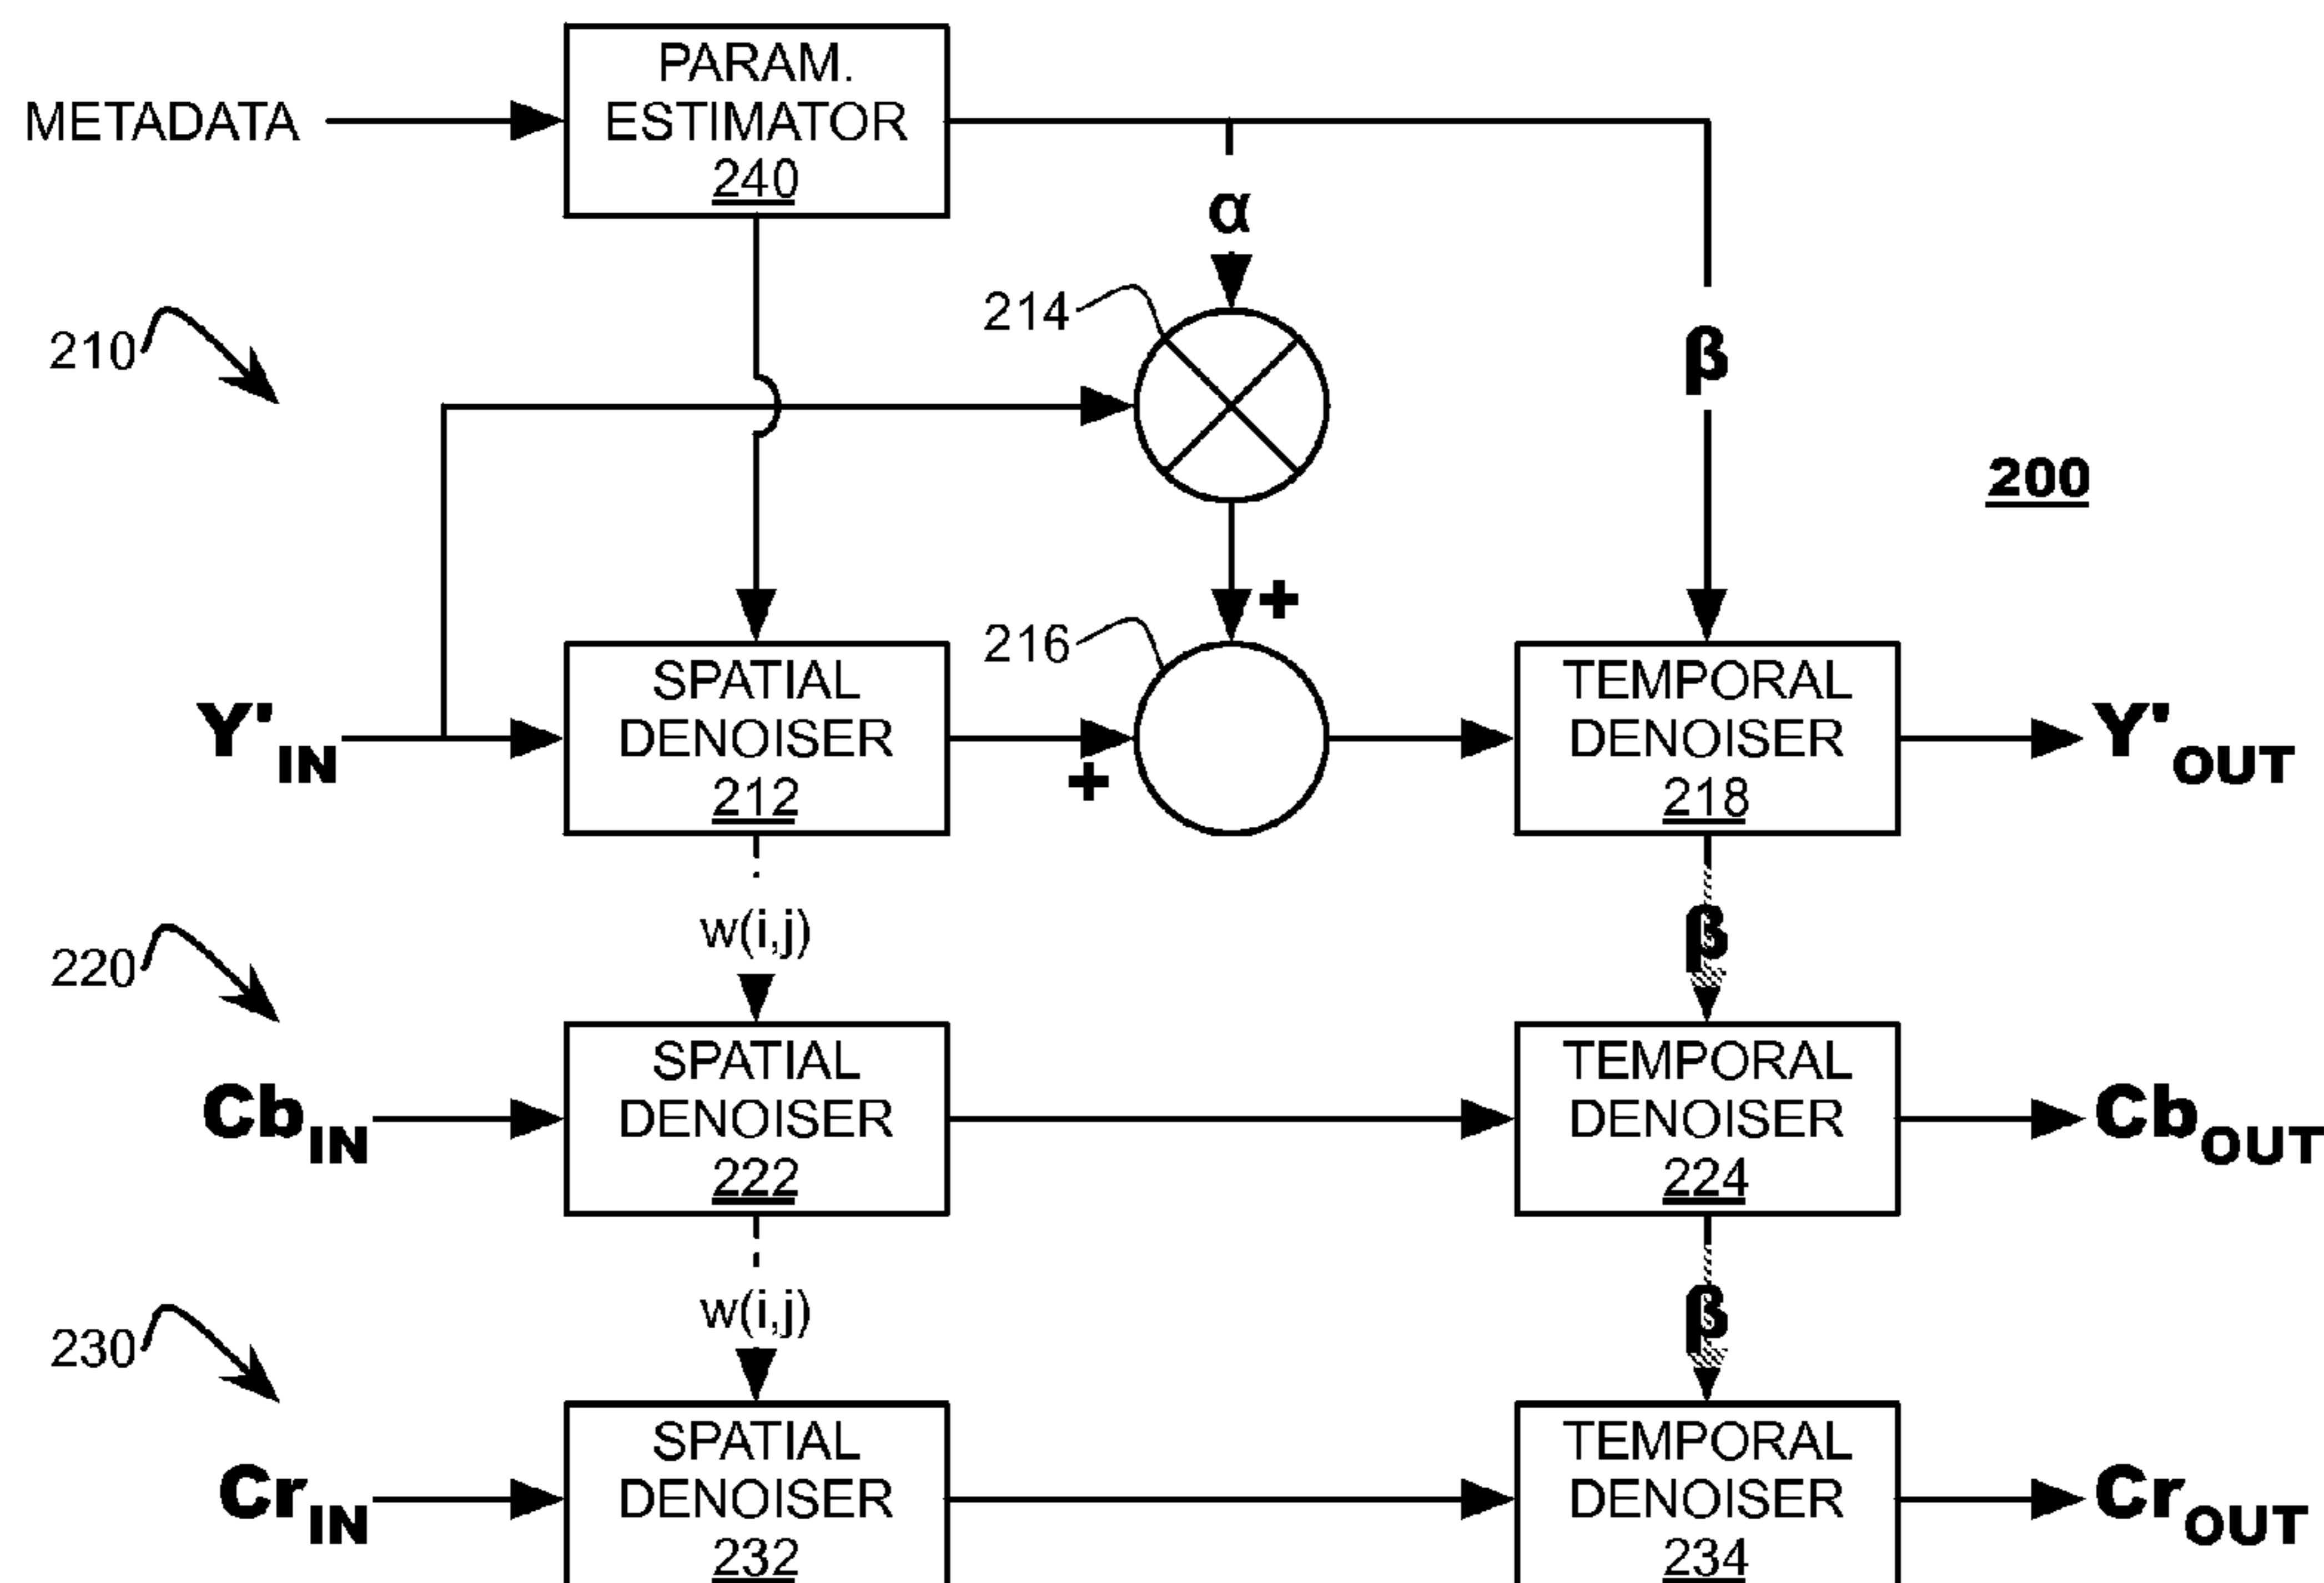 PARAM.
METADATA ESTIMATOR
240
α
214
210
β
200
+
216
SPATIAL TEMPORAL
Y'IN DENOISER DENOISER Y'OUT
212 + 218
w(i,j) β
220
SPATIAL TEMPORAL
CbIN DENOISER DENOISER CbOUT
222 224
w(i,j) β
230
SPATIAL TEMPORAL
CrIN DENOISER DENOISER CrOUT
232 234